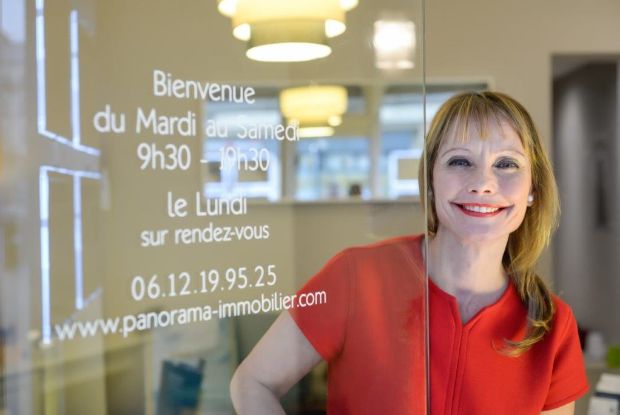 Bienvenue
du Mardi au Samedi
9h30 - 19h30
le Lundi
sur rendez-vous
06.12.19.95.25
www.panorama-immobilier.com